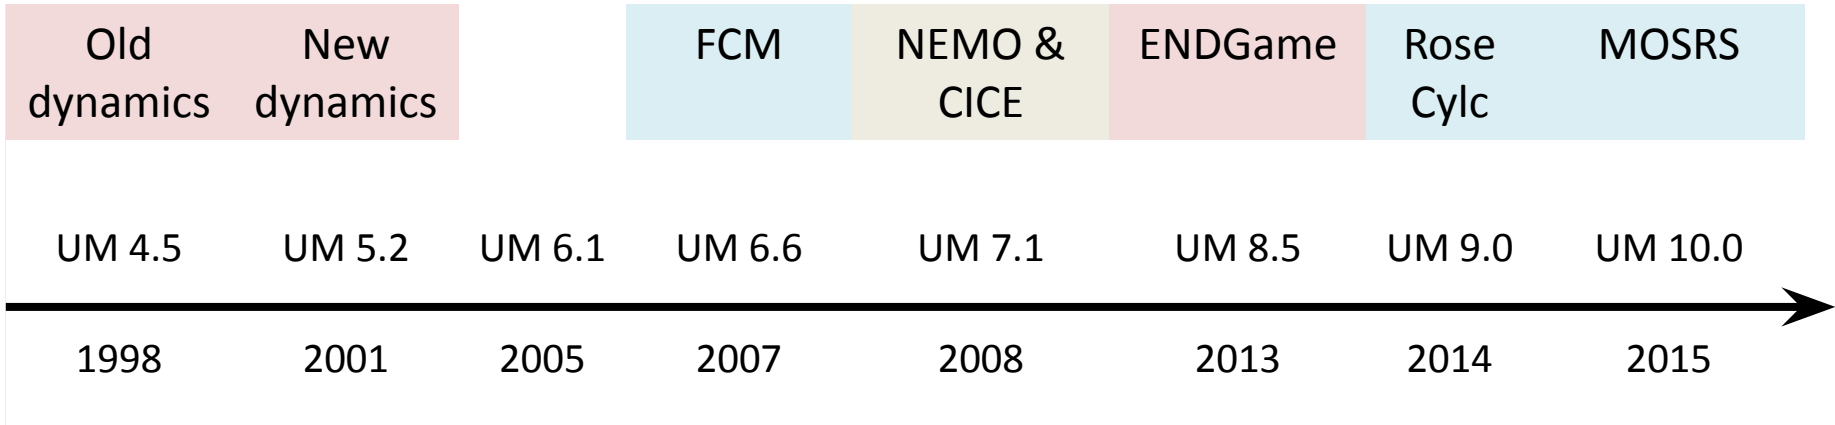 Old New FCM NEMO & ENDGame Rose MOSRS
dynamics dynamics CICE Cylc
UM 4.5 UM 5.2 UM 6.1 UM 6.6 UM 7.1 UM 8.5 UM 9.0 UM 10.0
1998 2001 2005 2007 2008 2013 2014 2015